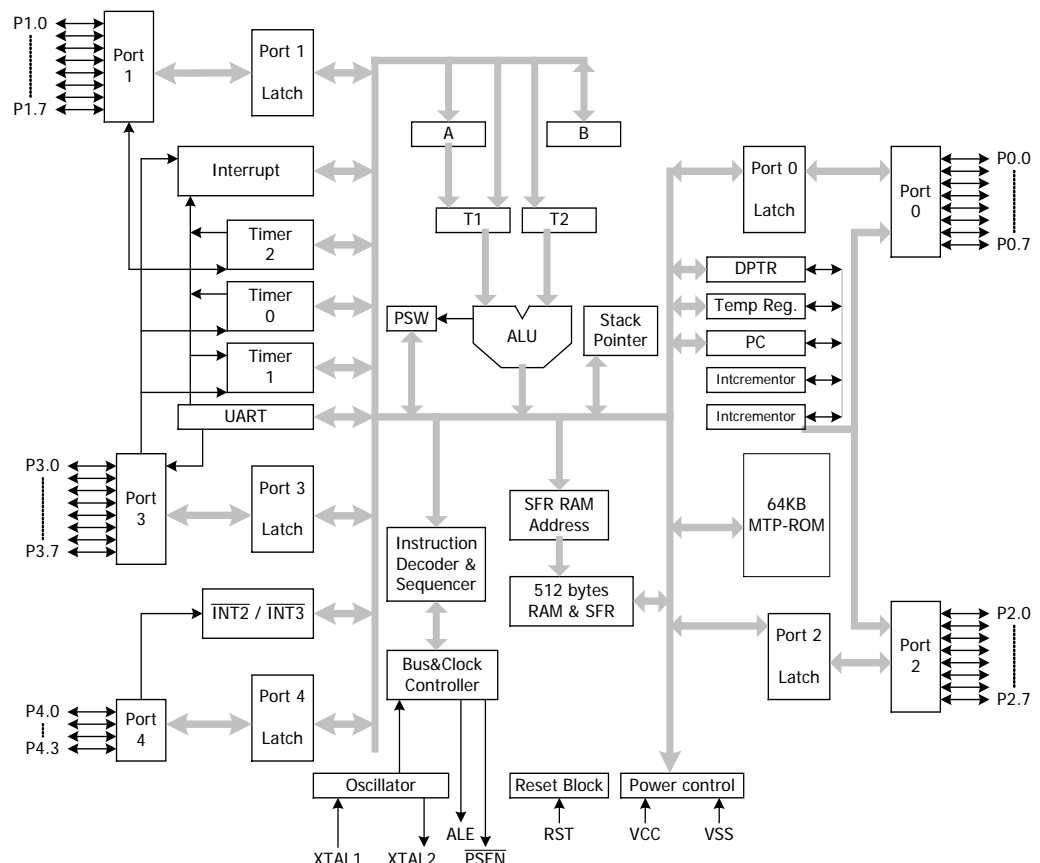 P1.0
P1.7
Port
1
Port 1
Latch
A
B
Interrupt
T1
T2
Port 0
Latch
Port
0
P0.0
P0.7
Timer
2
Timer
0
Timer
1
UART
PSW
ALU
Stack
Pointer
DPTR
Temp Reg.
PC
Intcrementor
Intcrementor
P3.0
P3.7
Port
3
Port 3
Latch
SFR RAM
Address
64KB
MTP-ROM
Instruction
Decoder &
Sequencer
512 bytes
RAM & SFR
INT2 / INT3
Bus&Clock
Controller
Port 2
Latch
Port
2
P2.0
P2.7
P4.0
P4.3
Port
4
Port 4
Latch
Oscillator
Reset Block
Power control
XTAL1
XTAL2
ALE
PSEN
RST
VCC
VSS